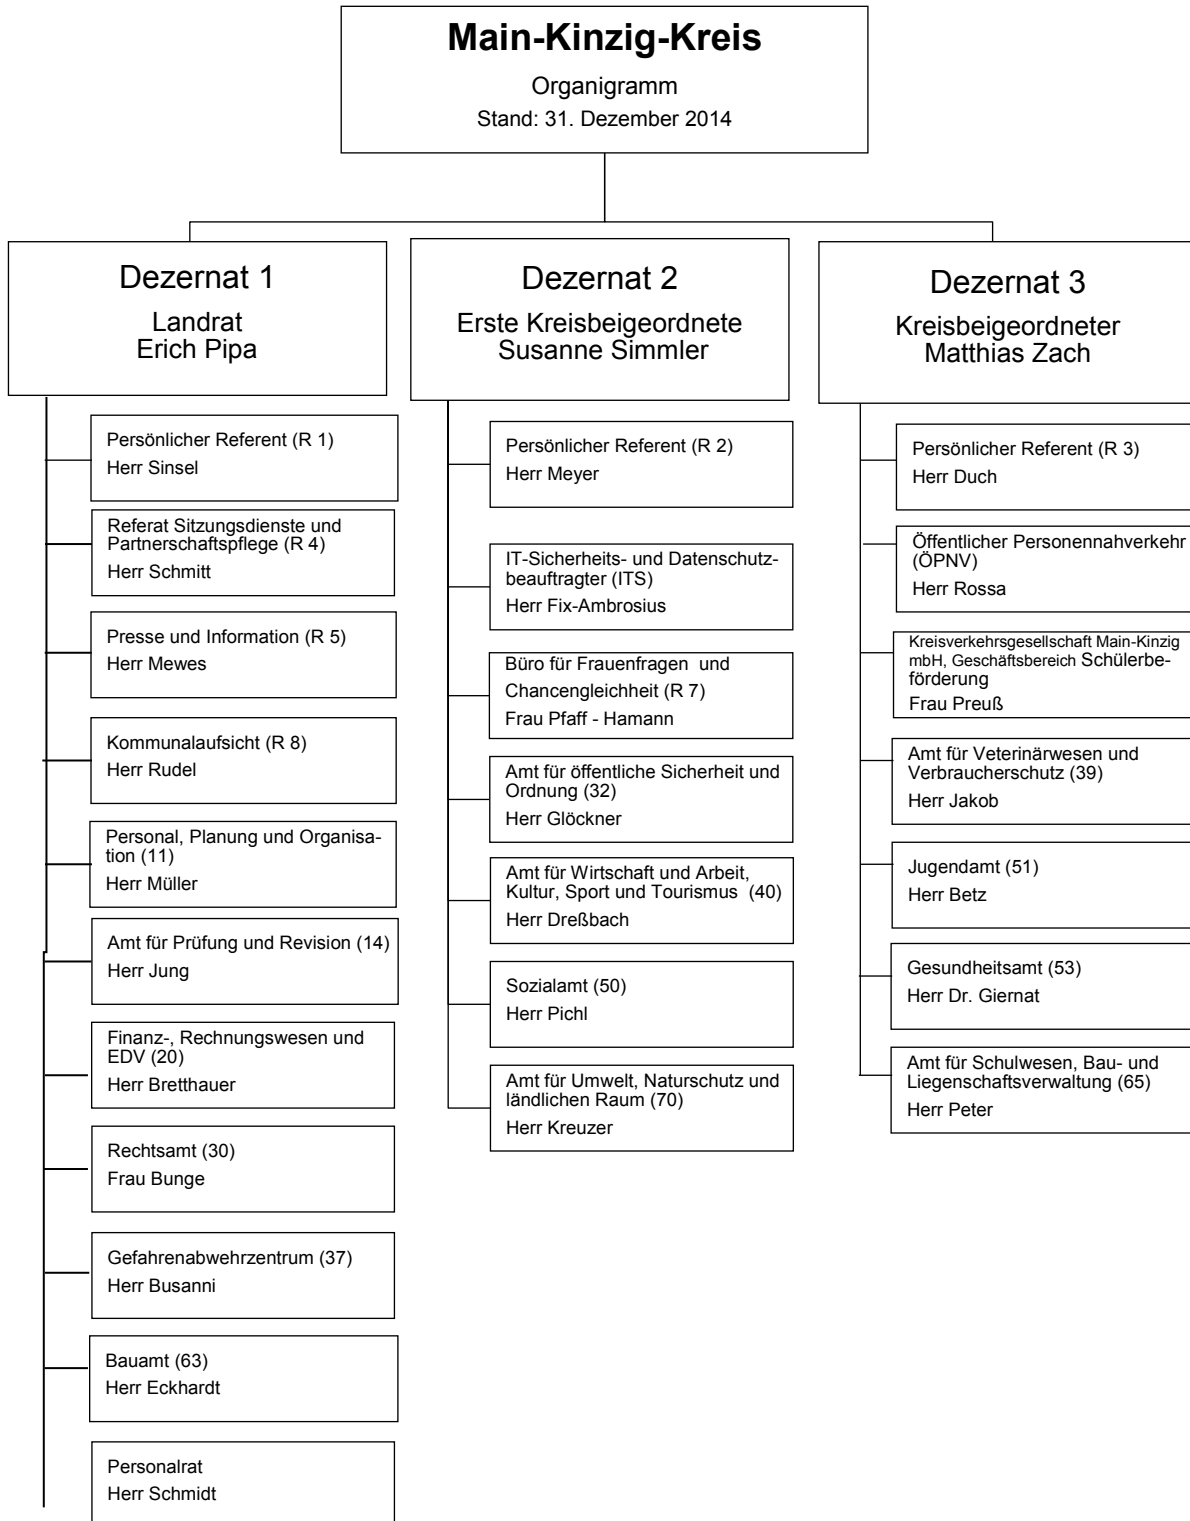 Main-Kinzig-Kreis
Organigramm
Stand: 31. Dezember 2014
Dezernat 1
Landrat
Erich Pipa
Persönlicher Referent (R 1)
Herr Sinsel
Referat Sitzungsdienste und
Partnerschaftspflege (R 4)
Herr Schmitt
Presse und Information (R 5)
Herr Mewes
Kommunalaufsicht (R 8)
Herr Rudel
Personal, Planung und Organisa-
tion (11)
Herr Müller
Amt für Prüfung und Revision (14)
Herr Jung
Finanz-, Rechnungswesen und
EDV (20)
Herr Bretthauer
Rechtsamt (30)
Frau Bunge
Gefahrenabwehrzentrum (37)
Herr Busanni
Bauamt (63)
Herr Eckhardt
Personalrat
Herr Schmidt
Dezernat 2
Erste Kreisbeigeordnete
Susanne Simmler
Persönlicher Referent (R 2)
Herr Meyer
IT-Sicherheits- und Datenschutz-
beauftragter (ITS)
Herr Fix-Ambrosius
Büro für Frauenfragen und
Chancengleichheit (R 7)
Frau Pfaff - Hamann
Amt für öffentliche Sicherheit und
Ordnung (32)
Herr Glöckner
Amt für Wirtschaft und Arbeit,
Kultur, Sport und Tourismus (40)
Herr Dreßbach
Sozialamt (50)
Herr Pichl
Amt für Umwelt, Naturschutz und
ländlichen Raum (70)
Herr Kreuzer
Dezernat 3
Kreisbeigeordneter
Matthias Zach
Persönlicher Referent (R 3)
Herr Duch
Öffentlicher Personennahverkehr
(ÖPNV)
Herr Rossa
Kreisverkehrsgesellschaft Main-Kinzig
mbH, Geschäftsbereich Schülerbe-
förderung
Frau Preuß
Amt für Veterinärwesen und
Verbraucherschutz (39)
Herr Jakob
Jugendamt (51)
Herr Betz
Gesundheitsamt (53)
Herr Dr. Giernat
Amt für Schulwesen, Bau- und
Liegenschaftsverwaltung (65)
Herr Peter